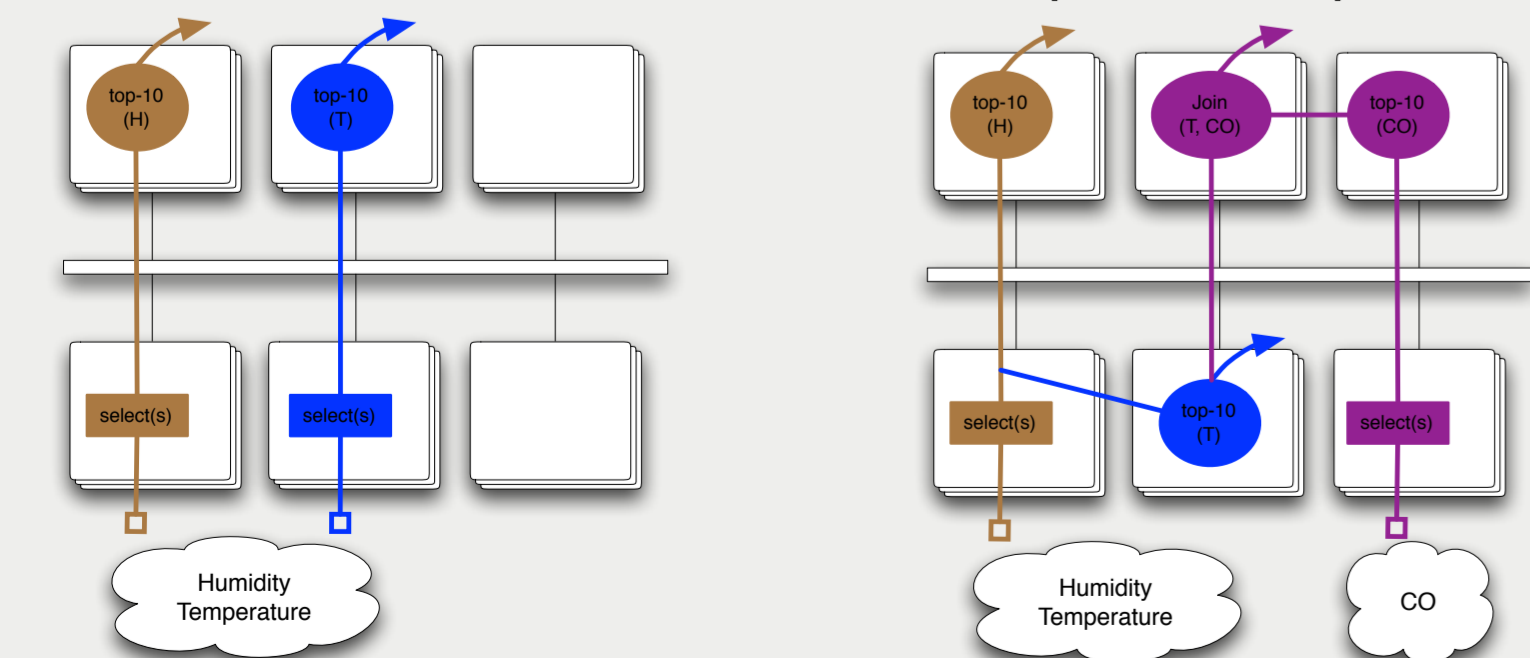 top-10
(H)
top-10
(T)
select(s)
select(s)
Humidity
Temperature
top-10
(H)
Join
(T, CO)
top-10
(CO)
select(s)
top-10
(T)
select(s)
Humidity
Temperature
CO